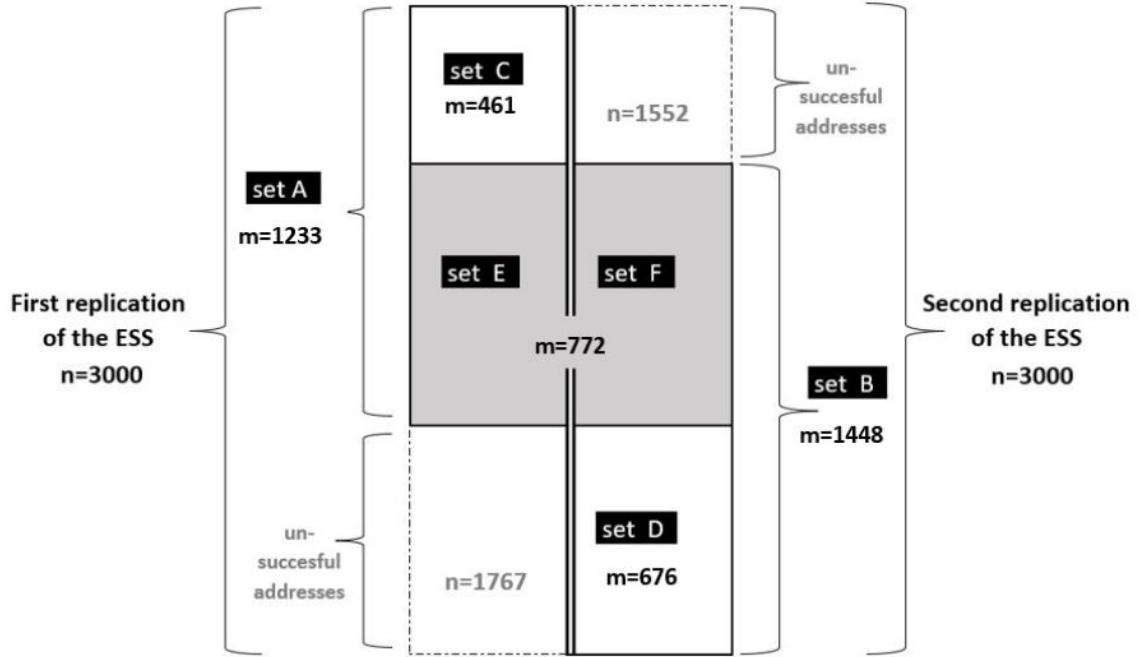 set C
m=461
n=1552
un-
succesful
addresses
set A
m=1233
set E
set F
First replication
of the ESS
n=3000
Second replication
of the ESS
n=3000
m=772
set B
m=1448
un-
succesful
addresses
set D
n=1767
m=676